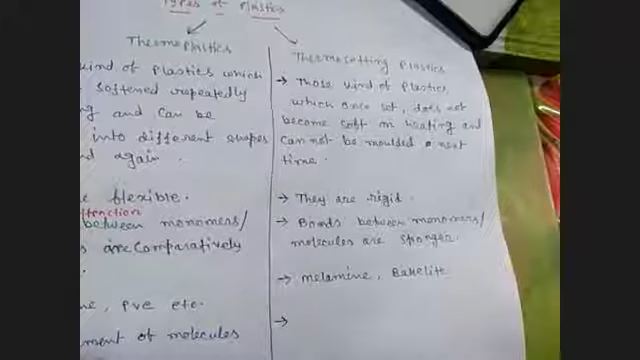 Types of Plastics
Thermoplastics
kind of Plastics which
softened repeatedly
and can be
into different shapes
again.
flexible.
attraction
between monomers/
are comparatively
PVC etc.
of molecules
Thermosetting Plastics
→ Those kind of Plastics
which once set, does not
become soft on heating and
can not be moulded a next
time.
→ They are rigid.
→ Bonds between monomers/
molecules are
→ melamine, Bakelite
→